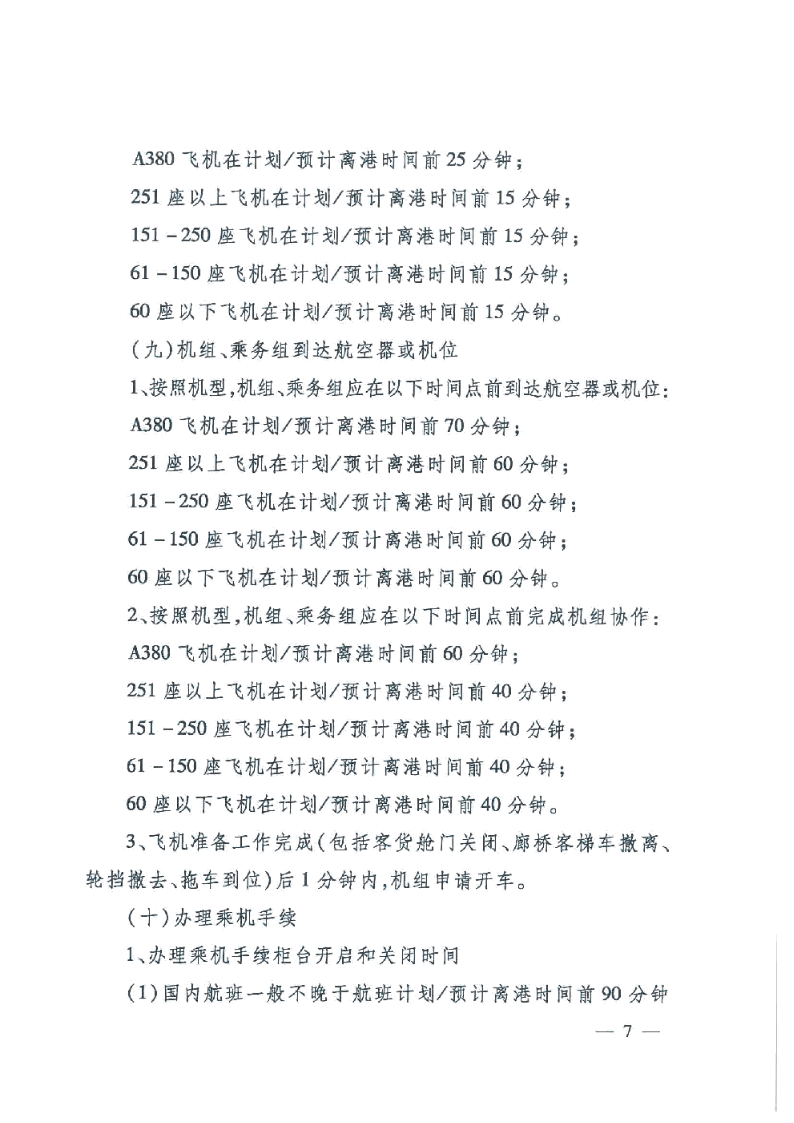 A380 飞机在计划/预计离港时间前 25 分钟;
251 座以上飞机在计划/预计离港时间前 15 分钟;
151-250 座飞机在计划/预计离港时间前 15 分钟;
61-150 座飞机在计划/预计离港时间前 15 分钟;
60 座以下飞机在计划/预计离港时间前 15 分钟。
(九)机组、乘务组到达航空器或机位
1、按照机型,机组、乘务组应在以下时间点前到达航空器或机位:
A380 飞机在计划/预计离港时间前 70 分钟;
251 座以上飞机在计划/预计离港时间前 60 分钟;
151-250 座飞机在计划/预计离港时间前 60 分钟;
61-150 座飞机在计划/预计离港时间前 60 分钟;
60 座以下飞机在计划/预计离港时间前 60 分钟。
2、按照机型,机组、乘务组应在以下时间点前完成机组协作:
A380 飞机在计划/预计离港时间前 60 分钟;
251 座以上飞机在计划/预计离港时间前 40 分钟;
151-250 座飞机在计划/预计离港时间前 40 分钟;
61-150 座飞机在计划/预计离港时间前 40 分钟;
60 座以下飞机在计划/预计离港时间前 40 分钟。
3、飞机准备工作完成(包括客货舱门关闭、廊桥客梯车撤离、
轮挡撤去、拖车到位)后 1 分钟内,机组申请开车。
(十)办理乘机手续
1、办理乘机手续柜台开启和关闭时间
(1)国内航班一般不晚于航班计划/预计离港时间前 90 分钟
— 7 —